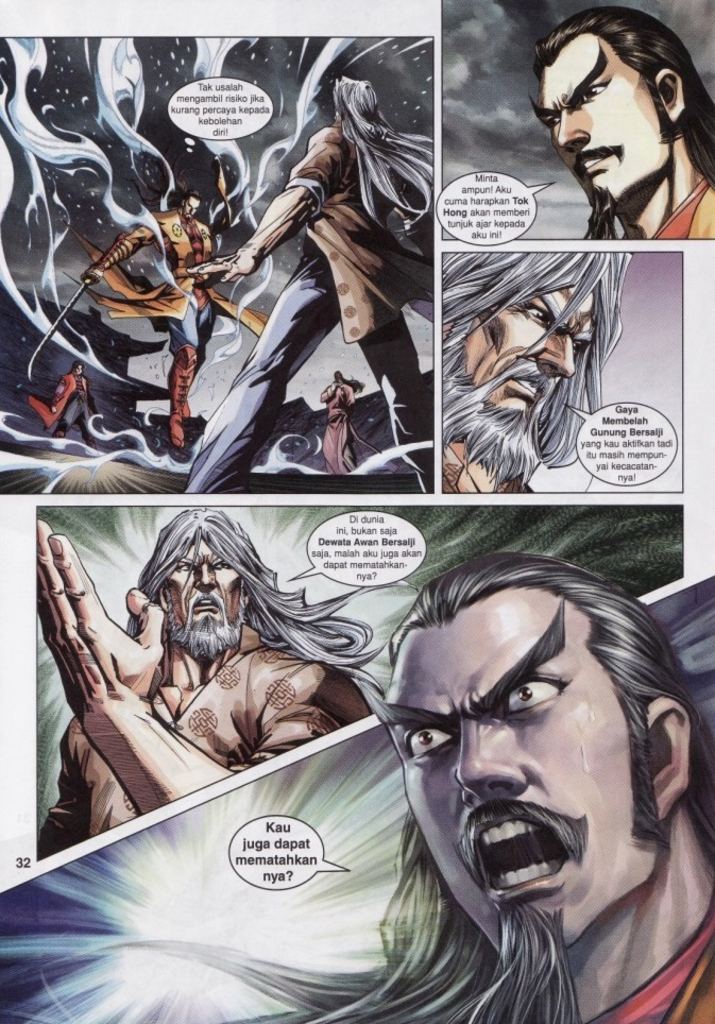 Tak usalah
mengambil risiko jika
kurang percaya kepada
kebolehan
diri!
Minta
ampun! Aku
cuma harapkan Tok
Hong akan memberi
tunjuk ajar kepada
aku ini!
Gaya
Membelah
Gunung Bersalji
yang kau aktifkan tadi
itu masih mempun-
yai kecacatan-
nya!
Di dunia
ini, bukan saja
Dewata Awan Bersalji
saja, malah aku juga akan
dapat mematahkan-
nya?
Kau
juga dapat
mematahkan
nya?
32